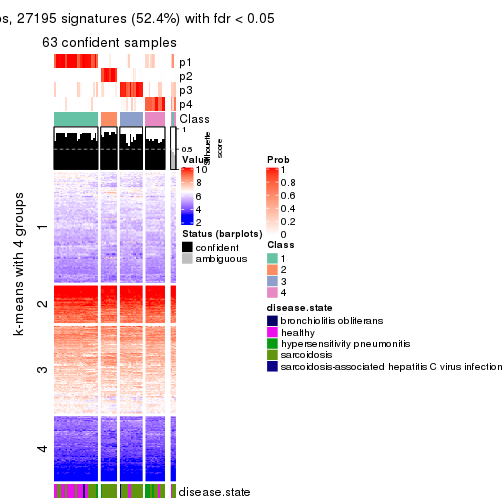 ps, 27195 signatures (52.4%) with fdr < 0.05
63 confident samples
p1
p2
p3
p4
Class
1
0.5
0
Silhouette
score
k-means with 4 groups
1
2
3
4
disease.state
Value
10
8
6
4
2
Status (barplots)
confident
ambiguous
Prob
1
0.8
0.6
0.4
0.2
0
Class
1
2
3
4
disease.state
bronchiolitis obliterans
healthy
hypersensitivity pneumonitis
sarcoidosis
sarcoidosis-associated hepatitis C virus infection